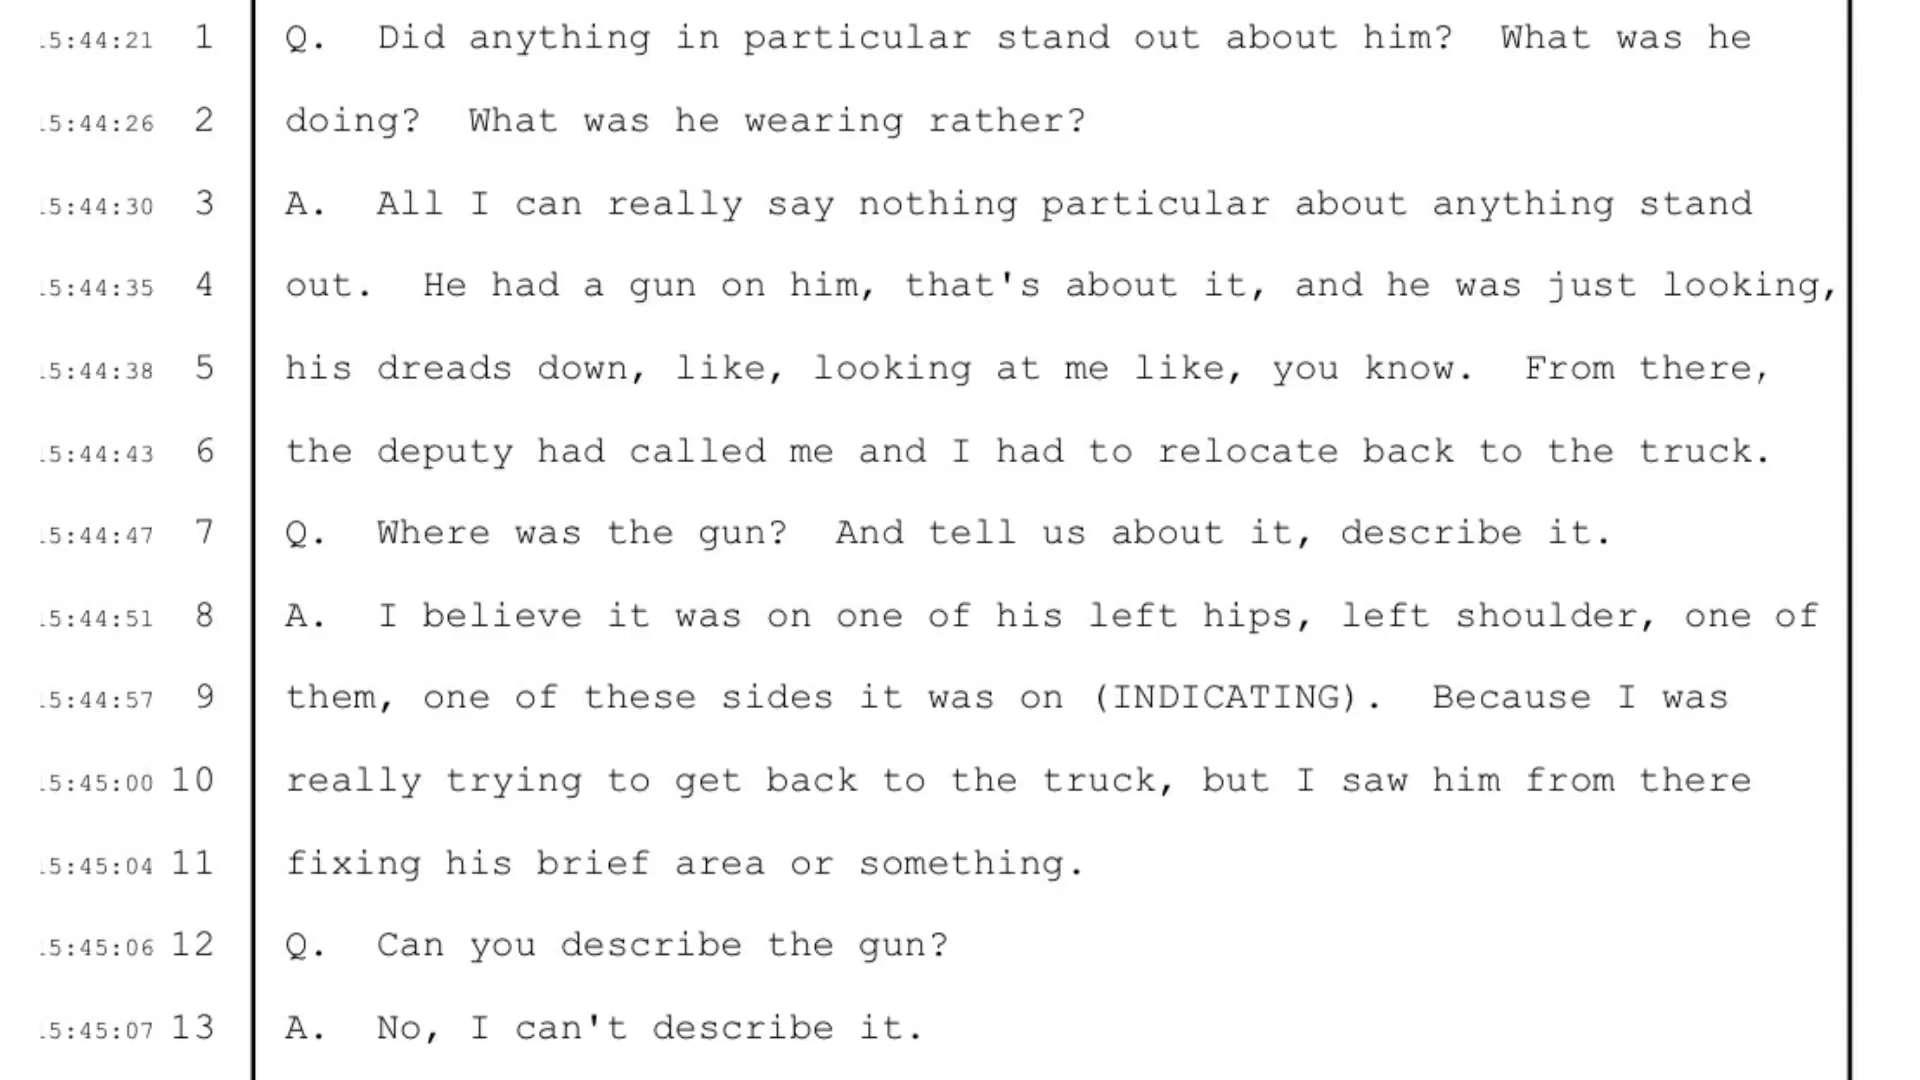 .5:44:21 1 Q. Did anything in particular stand out about him? What was he
.5:44:26 2 doing? What was he wearing rather?
.5:44:30 3 A. All I can really say nothing particular about anything stand
.5:44:35 4 out. He had a gun on him, that's about it, and he was just looking,
.5:44:38 5 his dreads down, like, looking at me like, you know. From there,
.5:44:43 6 the deputy had called me and I had to relocate back to the truck.
.5:44:47 7 Q. Where was the gun? And tell us about it, describe it.
.5:44:51 8 A. I believe it was on one of his left hips, left shoulder, one of
.5:44:57 9 them, one of these sides it was on (INDICATING). Because I was
.5:45:00 10 really trying to get back to the truck, but I saw him from there
.5:45:04 11 fixing his brief area or something.
.5:45:06 12 Q. Can you describe the gun?
.5:45:07 13 A. No, I can't describe it.